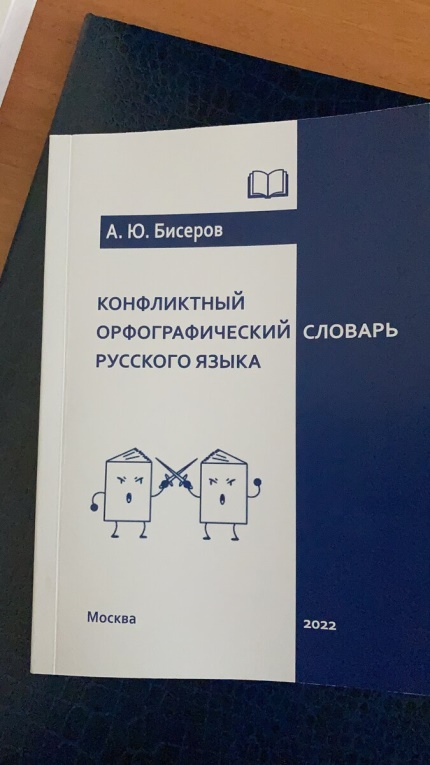 А. Ю. Бисеров
КОНФЛИКТНЫЙ
ОРФОГРАФИЧЕСКИЙ СЛОВАРЬ
РУССКОГО ЯЗЫКА
Москва
2022